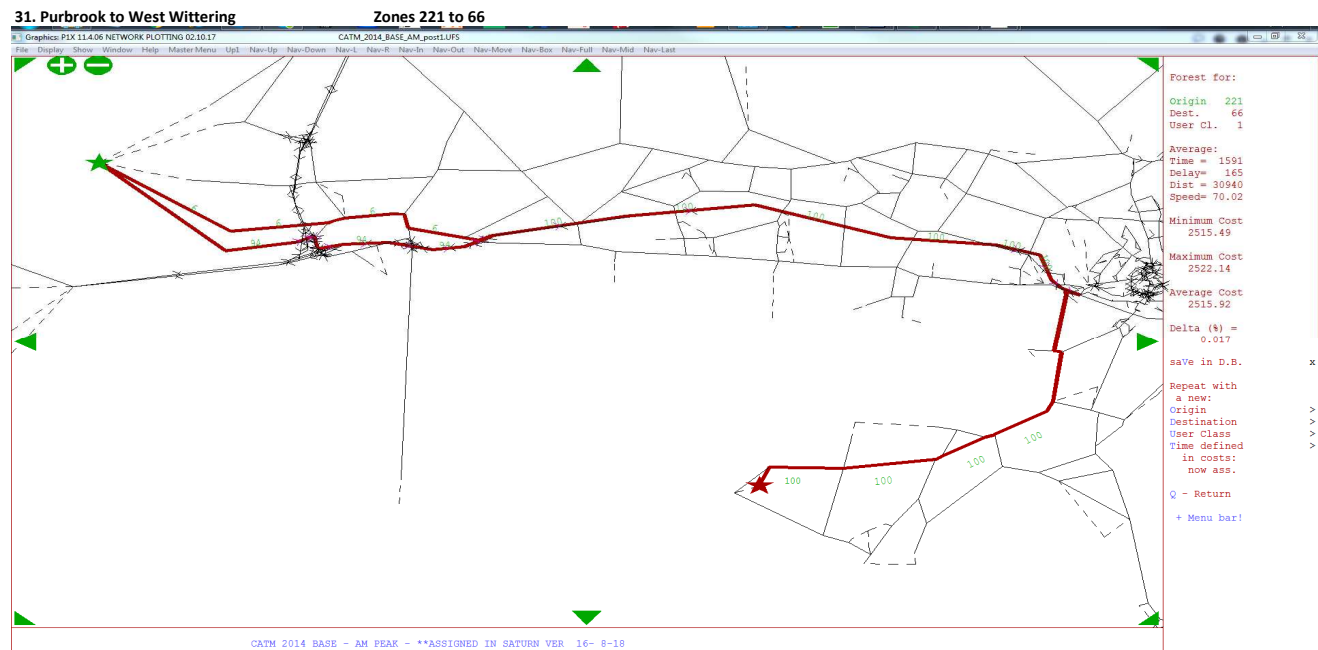 31. Purbrook to West Wittering Zones 221 to 66
Graphics: P1X 11.4.06 NETWORK PLOTTING 02.10.17 CATM_2014_BASE_AM_post1.UFS
File Display Show Window Help Master Menu Up1 Nav-Up Nav-Down Nav-L Nav-R Nav-In Nav-Out Nav-Move Nav-Box Nav-Full Nav-Mid Nav-Last
Forest for:
Origin 221
Dest. 66
User Cl. 1
Average:
Time = 1591
Delay= 165
Dist = 30940
Speed= 70.02
Minimum Cost
2515.49
Maximum Cost
2522.14
Average Cost
2515.92
Delta (%) =
0.017
saVe in D.B. x
Repeat with
a new:
Origin >
Destination >
User Class >
Time defined >
in costs:
now ass.
Q - Return
+ Menu bar!
6
6
6
6
94
94
94
100
100
100
100
100
100
100
100
100
CATM 2014 BASE - AM PEAK - **ASSIGNED IN SATURN VER 16- 8-18